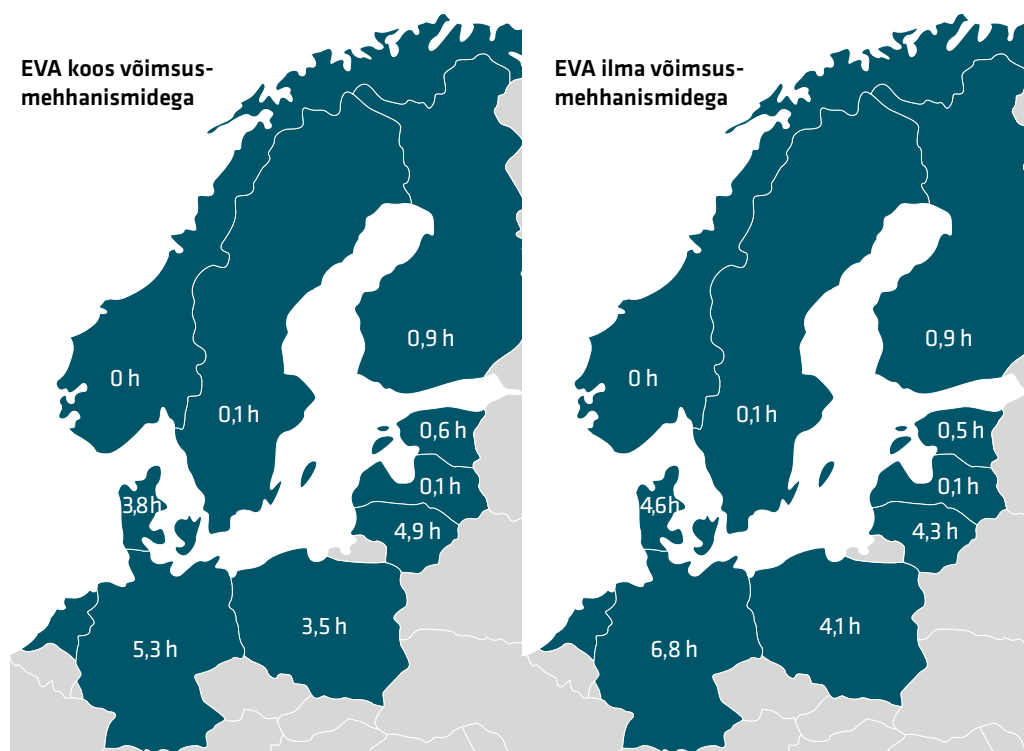 EVA koos võimsus-
mehhanismidega
0,9 h
0 h
0,1 h
0,6 h
0,1 h
3,8h
4,9 h
3,5 h
5,3 h
EVA ilma võimsus-
mehhanismidega
0,9 h
0 h
0,1 h
0,5 h
0,1 h
4,6h
4,3 h
4,1 h
6,8 h